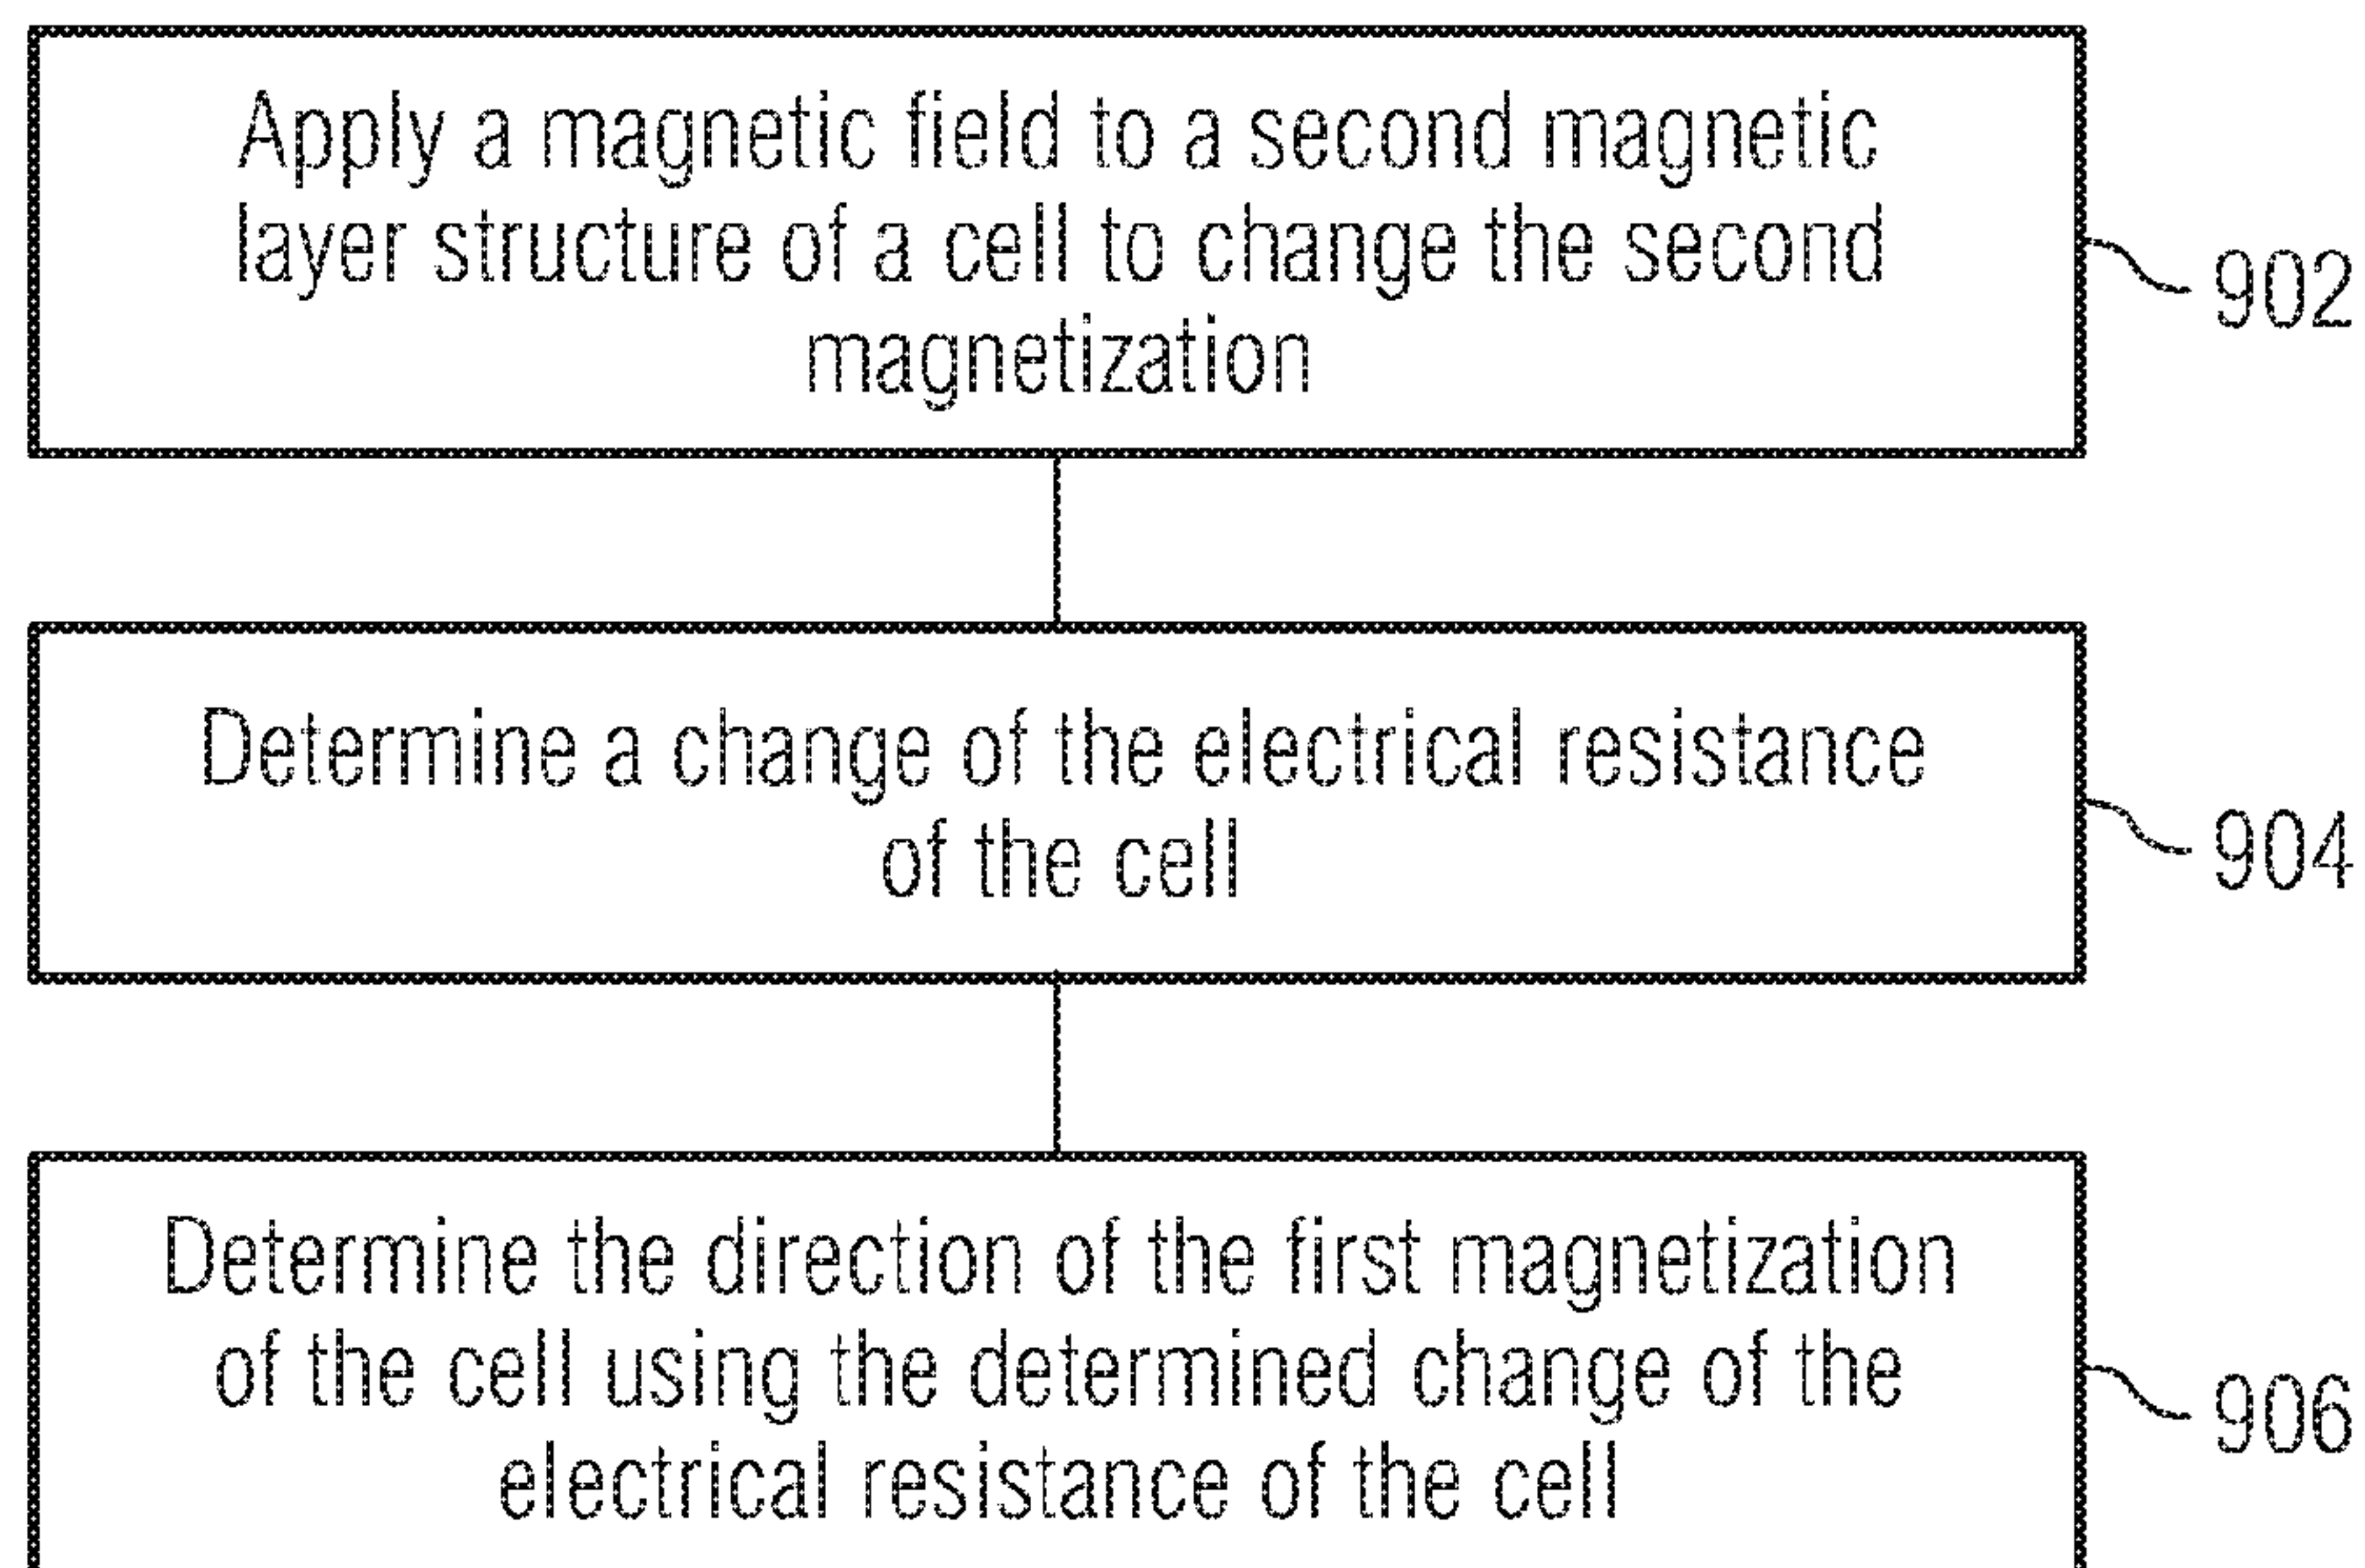 Apply a magnetic field to a second magnetic
layer structure of a cell to change the second
magnetization
902
Determine a change of the electrical resistance
of the cell
904
Determine the direction of the first magnetization
of the cell using the determined change of the
electrical resistance of the cell
906